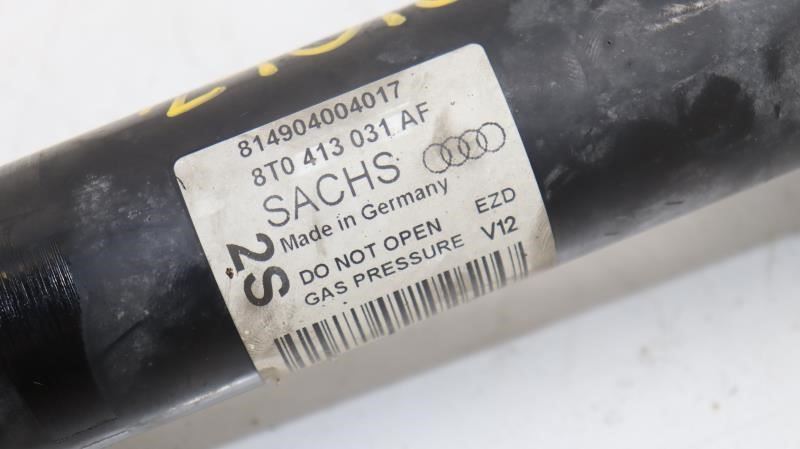 814904004017
8T0 413 031 AF
SACHS
Made in Germany
2S
DO NOT OPEN EZD
GAS PRESSURE V12